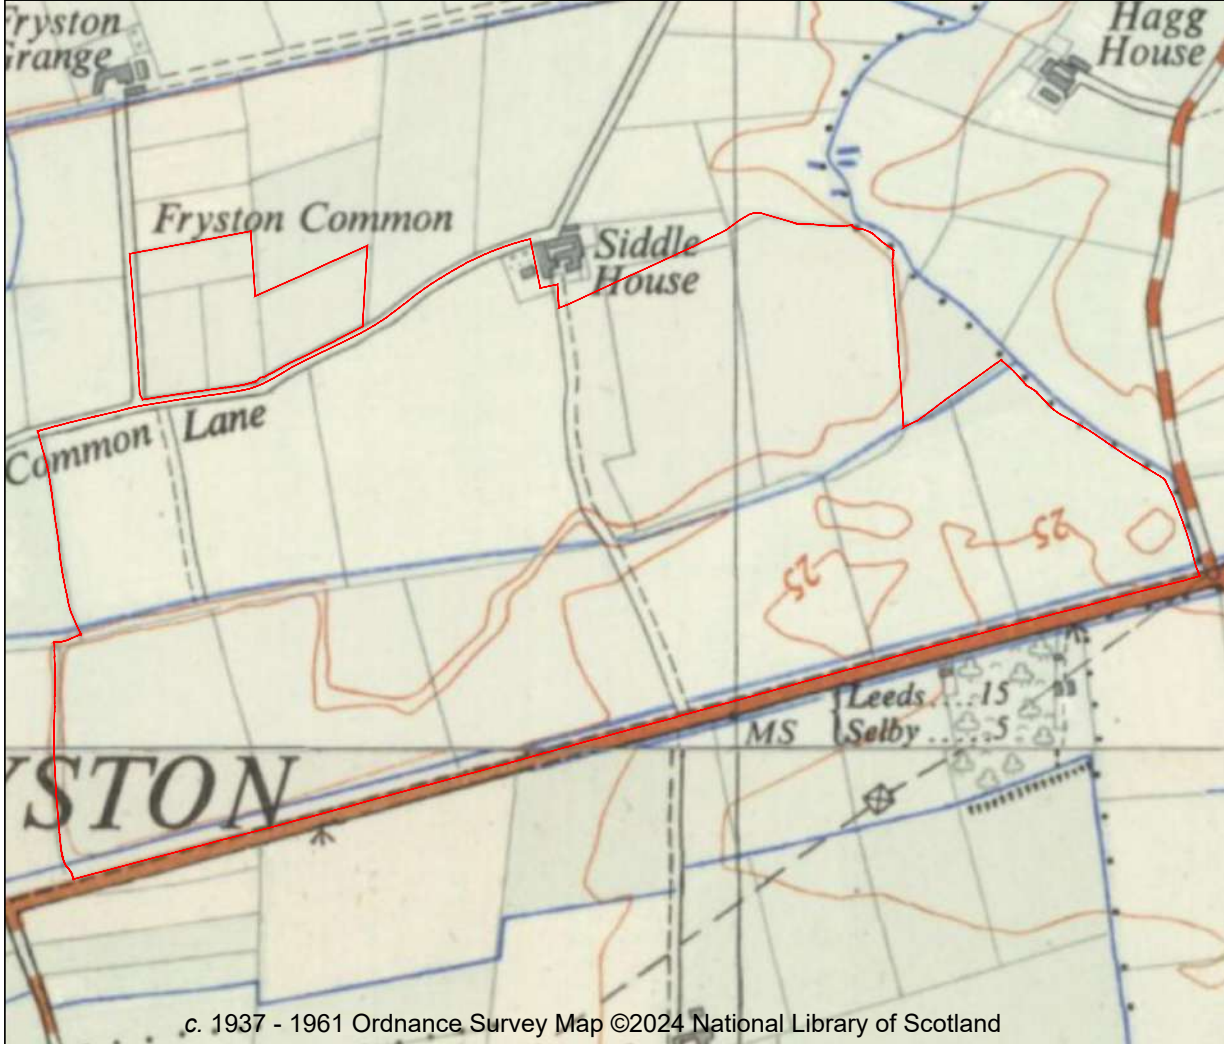 Fryston
Grange
Hagg
House
Fryston Common
Siddle
House
Common Lane
25
25
Leeds....15
MS
Selby.....5
YSTON
c. 1937 - 1961 Ordnance Survey Map ©2024 National Library of Scotland